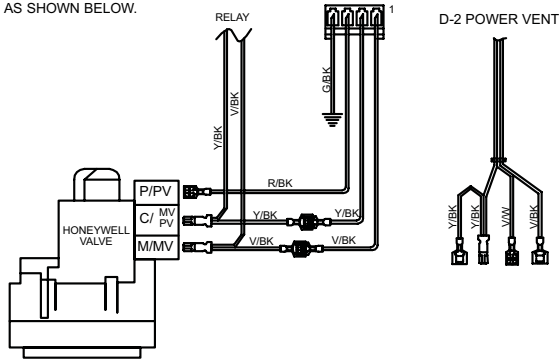 AS SHOWN BELOW.
RELAY
1
D-2 POWER VENT
G/BK
Y/BK
V/BK
P/PV
R/BK
C/ MV PV
Y/BK
Y/BK
HONEYWELL
VALVE
M/MV
V/BK
V/BK
Y/BK
Y/BK
V/W
V/BK